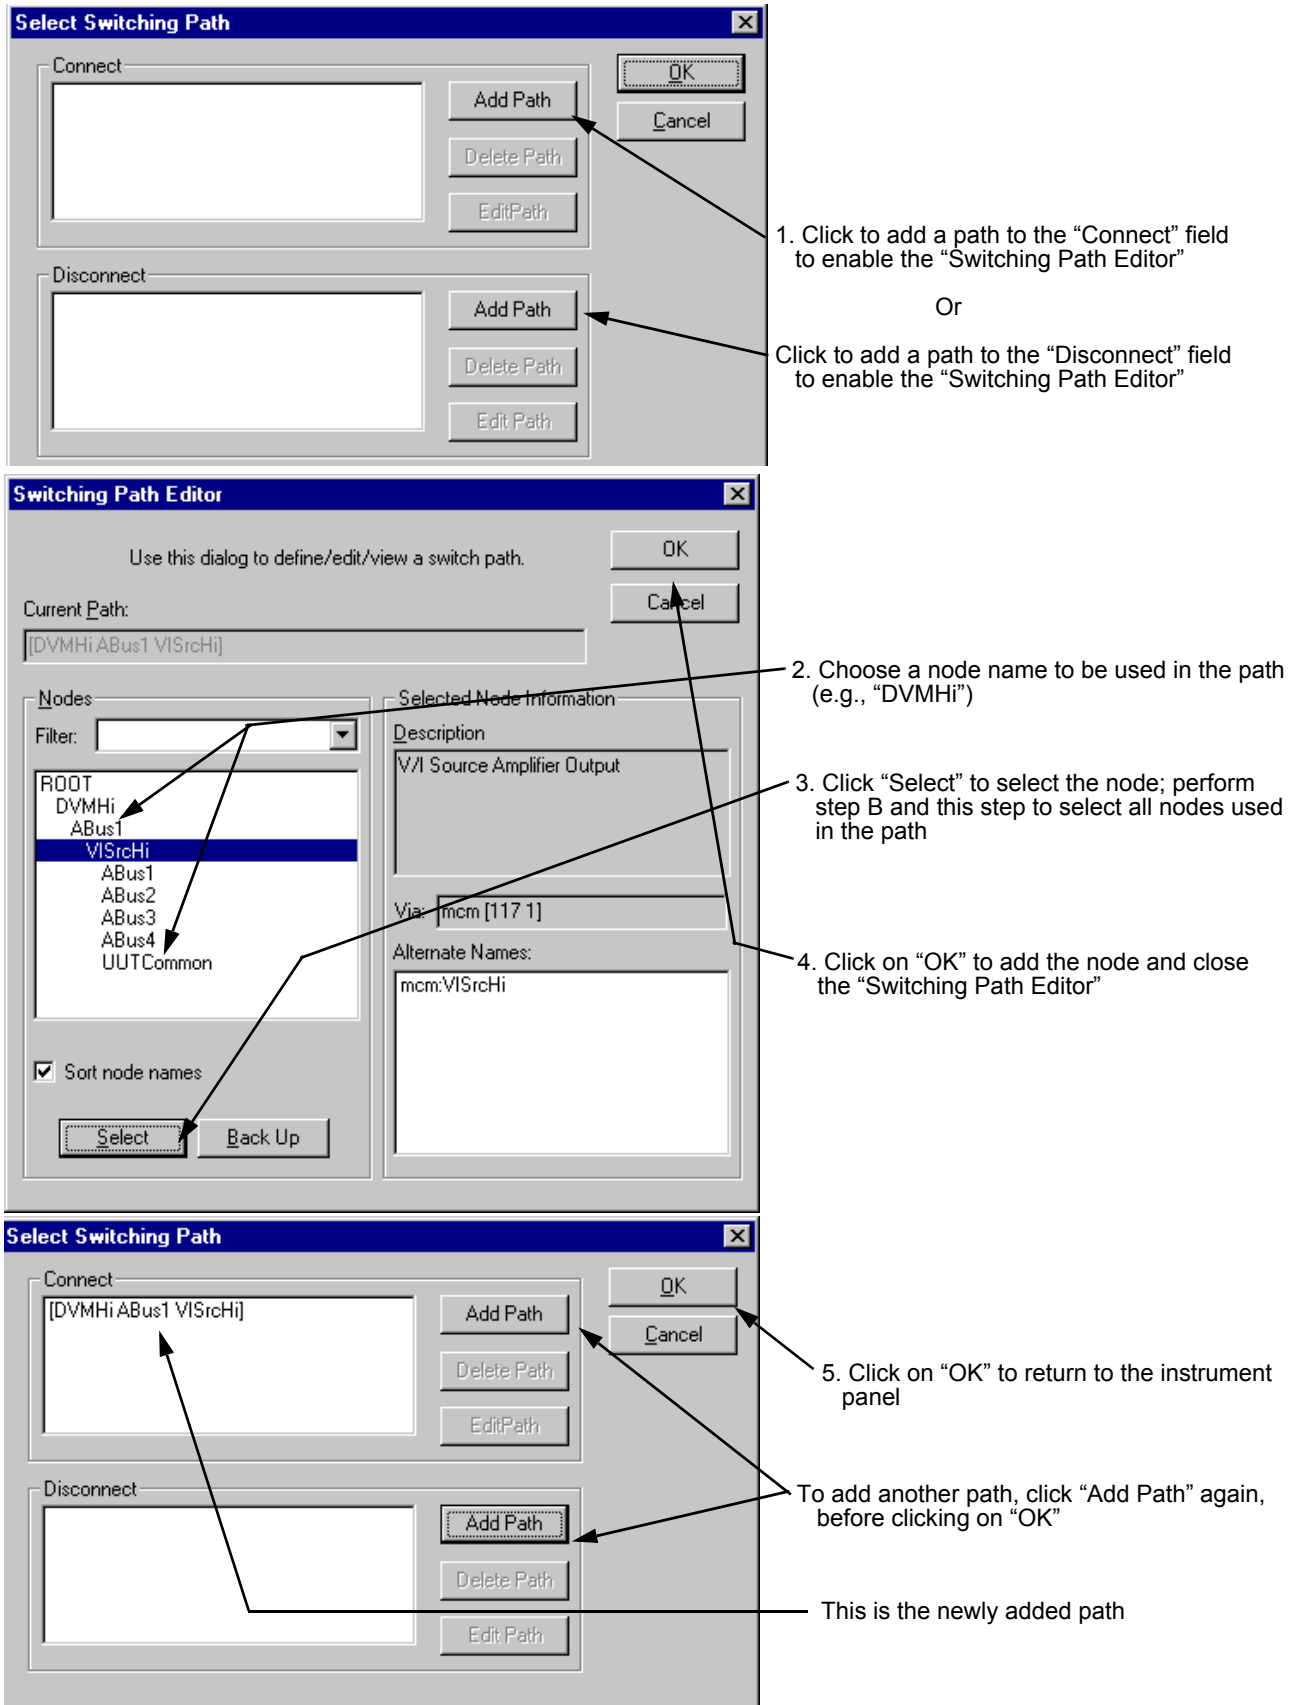 Select Switching Path
Connect
OK
Add Path
Cancel
Delete Path
EditPath
1. Click to add a path to the “Connect” field
to enable the “Switching Path Editor”
Disconnect
Add Path
Or
Delete Path
Click to add a path to the “Disconnect” field
to enable the “Switching Path Editor”
Edit Path
Switching Path Editor
Use this dialog to define/edit/view a switch path.
OK
Cancel
Current Path:
[DVMHi ABus1 VISrcHi]
2. Choose a node name to be used in the path
(e.g., “DVMHi”)
Nodes
Filter:
ROOT
DVMHi
ABus1
VISrcHi
ABus1
ABus2
ABus3
ABus4
UUTCommon
Sort node names
Select
Back Up
Selected Node Information
Description
V/I Source Amplifier Output
Via: mcm [117 1]
Alternate Names:
mcm:VISrcHi
3. Click “Select” to select the node; perform
step B and this step to select all nodes used
in the path
4. Click on “OK” to add the node and close
the “Switching Path Editor”
Select Switching Path
Connect
[DVMHi ABus1 VISrcHi]
Add Path
Delete Path
EditPath
OK
Cancel
5. Click on “OK” to return to the instrument
panel
Disconnect
Add Path
Delete Path
Edit Path
To add another path, click “Add Path” again,
before clicking on “OK”
This is the newly added path